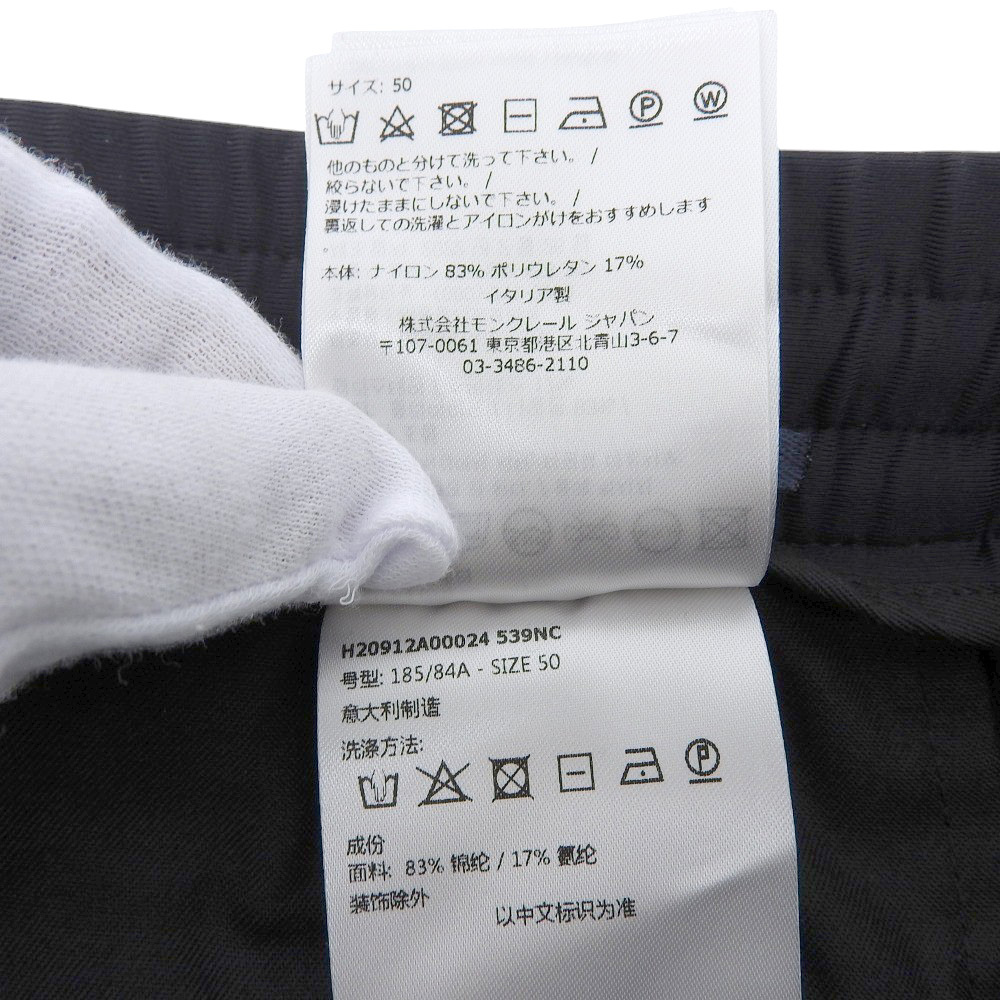 サイズ: 50
P W
他のものと分けて洗って下さい。 /
絞らないで下さい。 /
浸けたままにしないで下さい。 /
裏返しての洗濯とアイロンがけをおすすめします
。
本体: ナイロン 83% ポリウレタン 17%
イタリア製
株式会社モンクレール ジャパン
〒107-0061 東京都港区北青山3-6-7
03-3486-2110
H20912A00024 539NC
号型: 185/84A - SIZE 50
意大利制造
洗涤方法:
P
成份
面料: 83% 锦纶 / 17% 氨纶
装饰除外
以中文标识为准